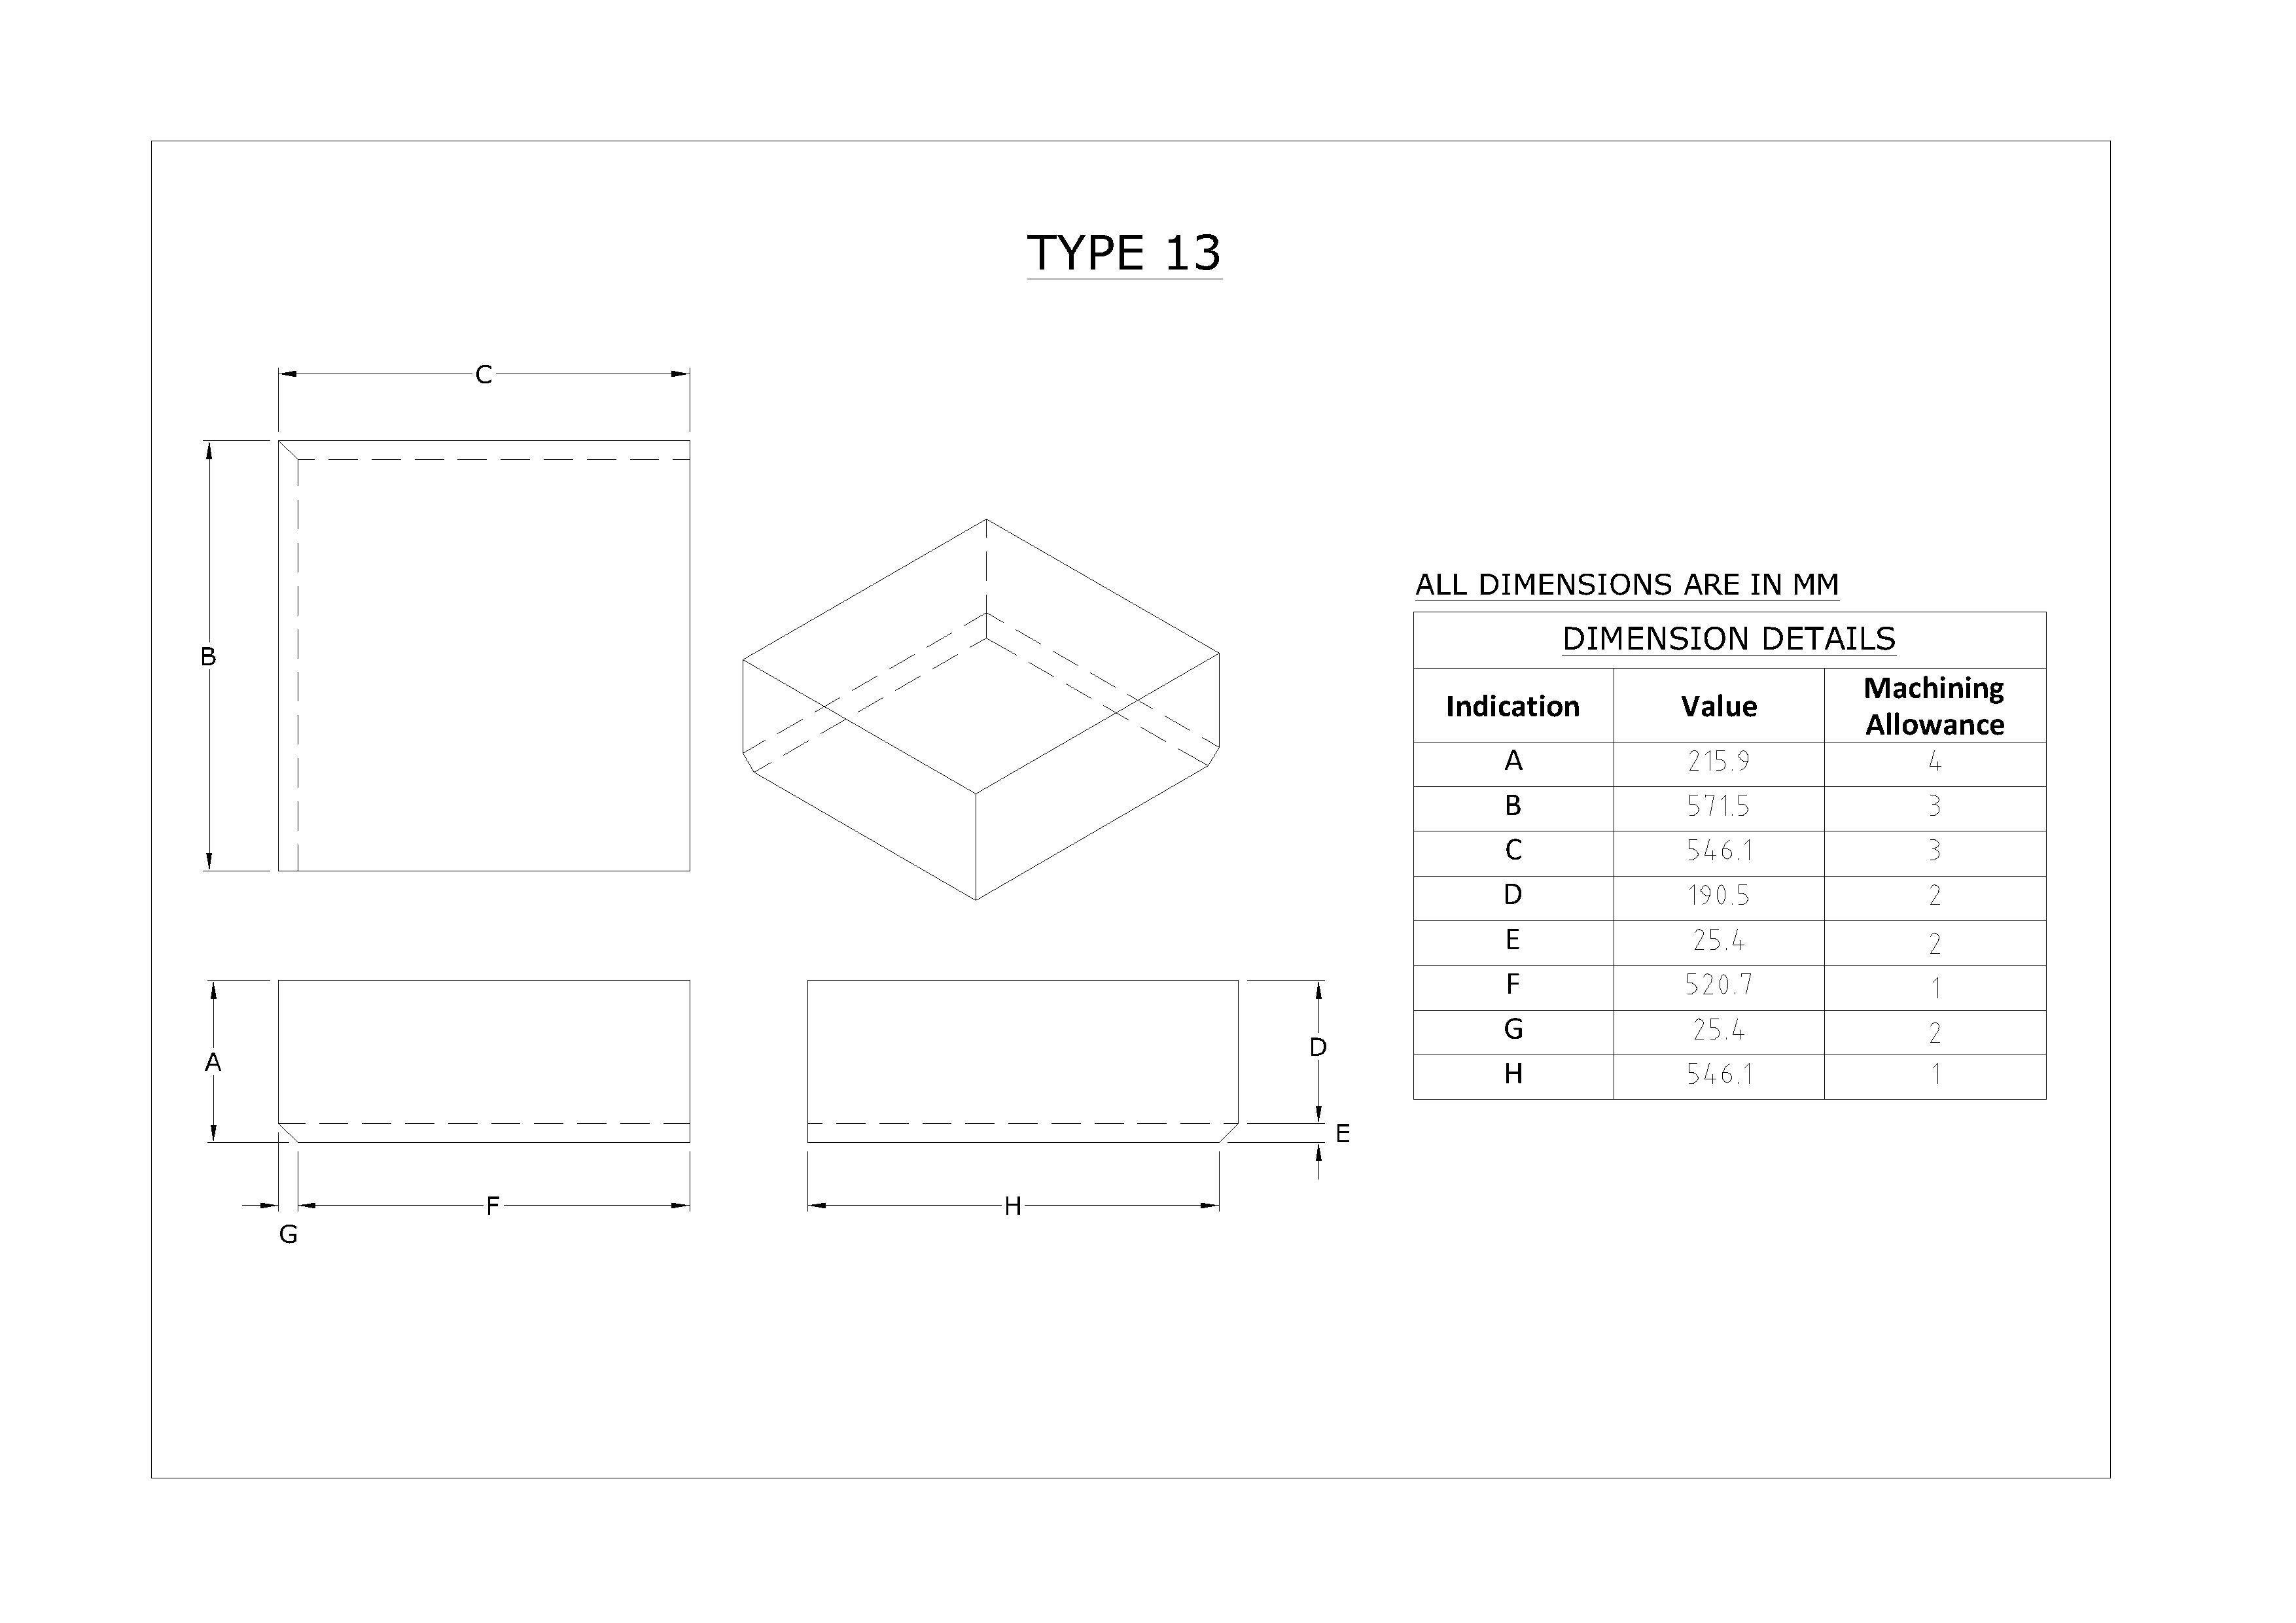 TYPE 13
C
B
A
F
G
H
D
E
ALL DIMENSIONS ARE IN MM
DIMENSION DETAILS
Indication Value Machining Allowance
A 215.9 4
B 571.5 3
C 546.1 3
D 190.5 2
E 25.4 2
F 520.7 1
G 25.4 2
H 546.1 1